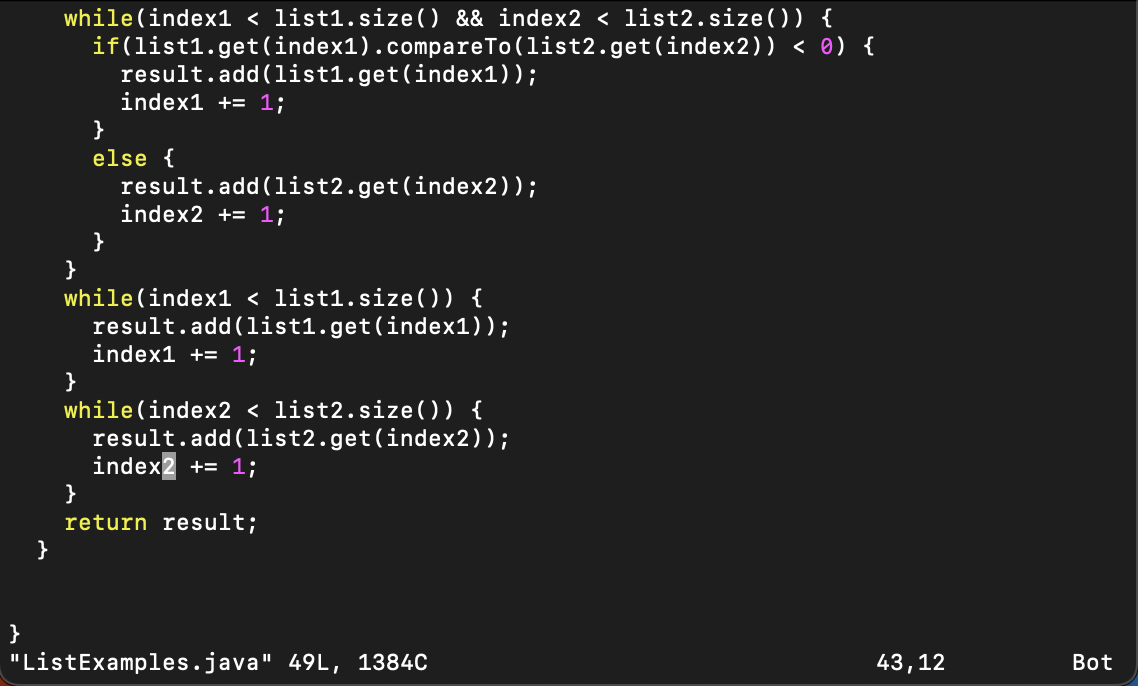 while(index1 < list1.size() && index2 < list2.size()) {
      if(list1.get(index1).compareTo(list2.get(index2)) < 0) {
        result.add(list1.get(index1));
        index1 += 1;
      }
      else {
        result.add(list2.get(index2));
        index2 += 1;
      }
    }
    while(index1 < list1.size()) {
      result.add(list1.get(index1));
      index1 += 1;
    }
    while(index2 < list2.size()) {
      result.add(list2.get(index2));
      index2 += 1;
    }
    return result;
  }
}
"ListExamples.java" 49L, 1384C 43,12 Bot